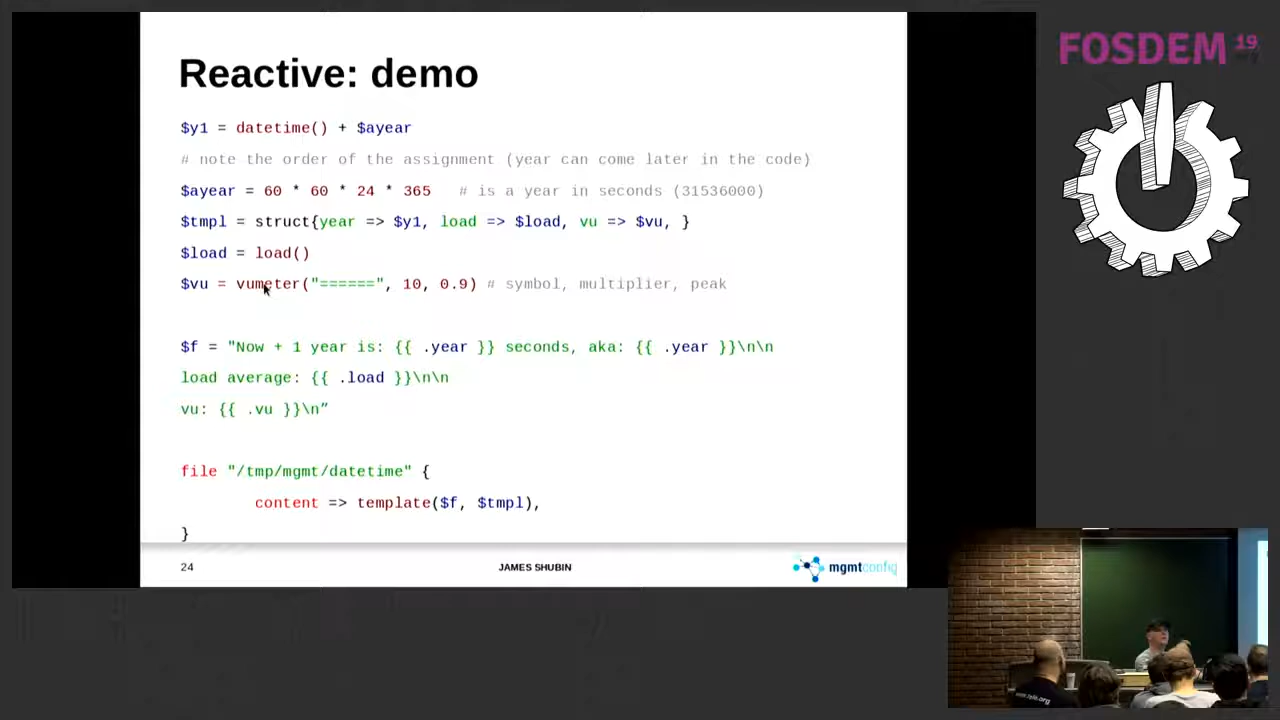 Reactive: demo
$y1 = datetime() + $ayear
# note the order of the assignment (year can come later in the code)
$ayear = 60 * 60 * 24 * 365 # is a year in seconds (31536000)
$tmpl = struct{year => $y1, load => $load, vu => $vu, }
$load = load()
$vu = vumeter("======", 10, 0.9) # symbol, multiplier, peak
$f = "Now + 1 year is: {{ .year }} seconds, aka: {{ .year }}\n\n
load average: {{ .load }}\n\n
vu: {{ .vu }}\n”
file "/tmp/mgmt/datetime" {
content => template($f, $tmpl),
}
24
JAMES SHUBIN
mgmtconfig
FOSDEM 19